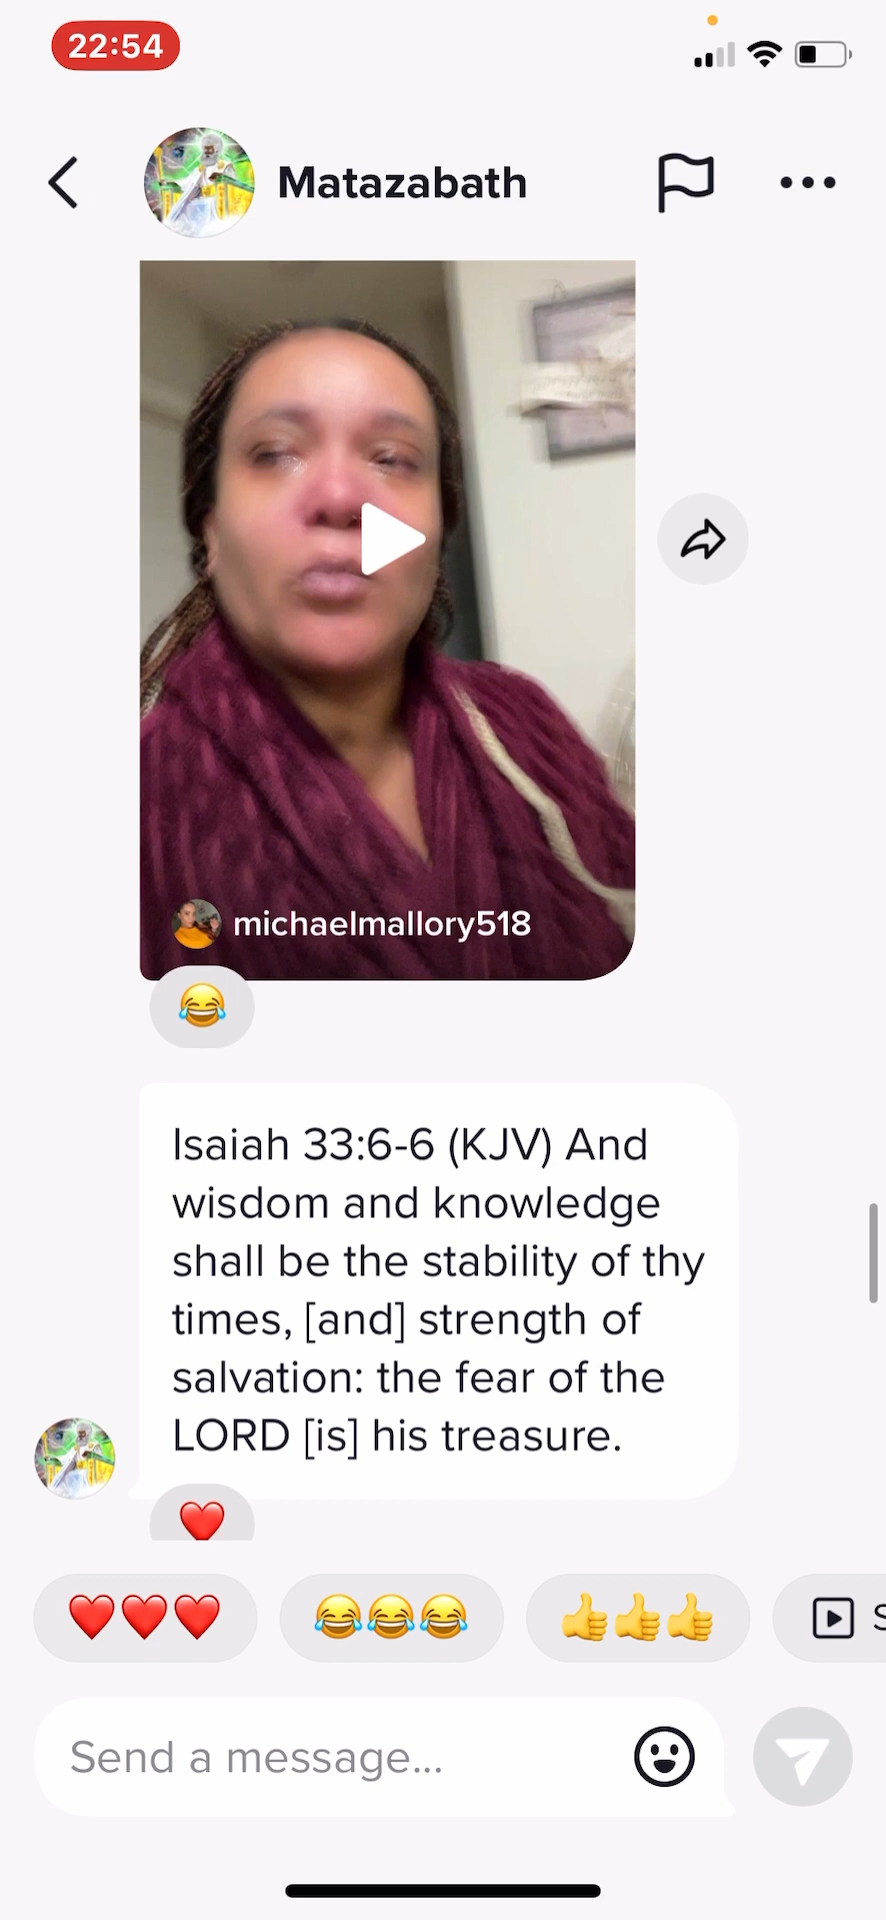 22:54
Matazabath
michaelmallory518
😂
Isaiah 33:6-6 (KJV) And
wisdom and knowledge
shall be the stability of thy
times, [and] strength of
salvation: the fear of the
LORD [is] his treasure.
❤️
❤️❤️❤️ 😂😂😂 👍👍👍 S
Send a message...